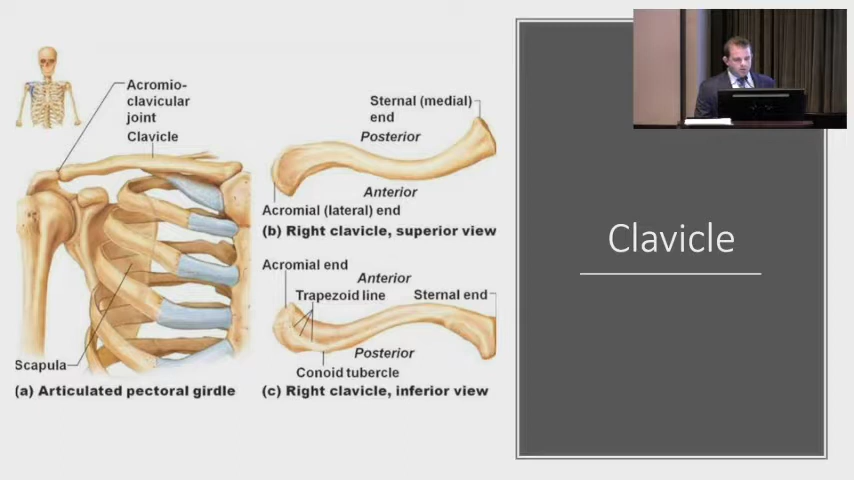 Acromio-
clavicular
joint
Clavicle
Scapula
(a) Articulated pectoral girdle
Sternal (medial)
end
Posterior
Anterior
Acromial (lateral) end
(b) Right clavicle, superior view
Acromial end
Anterior
Trapezoid line
Sternal end
Posterior
Conoid tubercle
(c) Right clavicle, inferior view
Clavicle